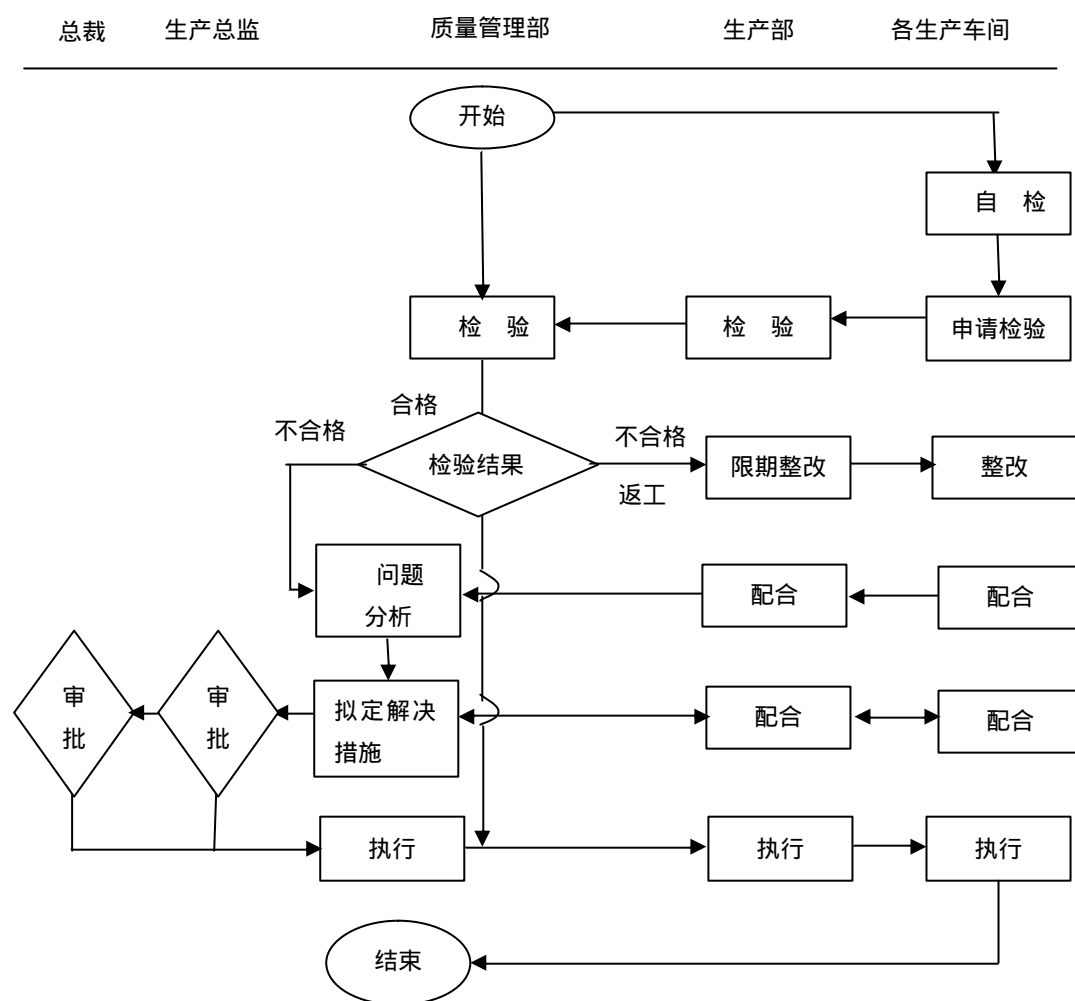 总裁 生产总监 质量管理部 生产部 各生产车间
开始
自 检
检 验 检 验 申请检验
合格
不合格 不合格
检验结果 限期整改 整改
返工
问题
分析
配合 配合
审
批
审
批
拟定解决
措施
配合 配合
执行 执行 执行
结束